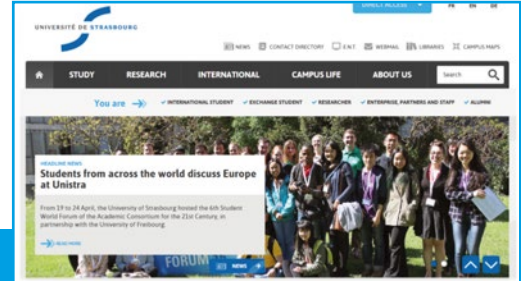 DIRECT ACCESS
FR EN DE
UNIVERSITÉ DE STRASBOURG
NEWS CONTACT DIRECTORY E.N.T WEBMAIL LIBRARIES CAMPUS MAPS
STUDY RESEARCH INTERNATIONAL CAMPUS LIFE ABOUT US Search
You are INTERNATIONAL STUDENT EXCHANGE STUDENT RESEARCHER ENTERPRISE, PARTNERS AND STAFF ALUMNI
HEADLINE NEWS
Students from across the world discuss Europe
at Unistra
From 19 to 24 April, the University of Strasbourg hosted the 6th Student
World Forum of the Academic Consortium for the 21st Century, in
partnership with the University of Freibourg
READ MORE
FORUM
NEWS